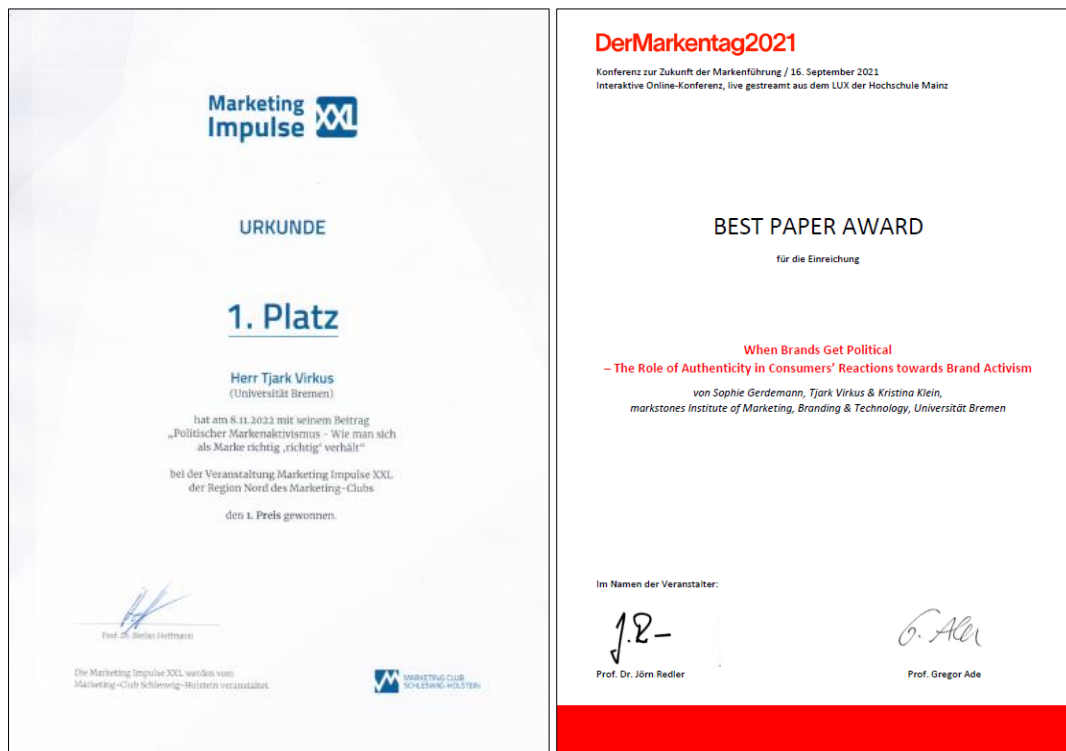 Marketing
Impulse XXL
URKUNDE
1. Platz
Herr Tjark Virkus
(Universität Bremen)
hat am 8.11.2022 mit seinem Beitrag
„Politischer Markenaktivismus – Wie man sich
als Marke richtig ‚richtig‘ verhält“
bei der Veranstaltung Marketing Impulse XXL
der Region Nord des Marketing-Clubs
den 1. Preis gewonnen.
Prof. Dr. Stefan Hoffmann
Die Marketing Impulse XXL werden vom
Marketing-Club Schleswig-Holstein veranstaltet.
MARKETING CLUB
SCHLESWIG-HOLSTEIN
DerMarkentag2021
Konferenz zur Zukunft der Markenführung / 16. September 2021
Interaktive Online-Konferenz, live gestreamt aus dem LUX der Hochschule Mainz
BEST PAPER AWARD
für die Einreichung
When Brands Get Political
– The Role of Authenticity in Consumers’ Reactions towards Brand Activism
von Sophie Gerdemann, Tjark Virkus & Kristina Klein,
markstones Institute of Marketing, Branding & Technology, Universität Bremen
Im Namen der Veranstalter:
Prof. Dr. Jörn Redler
Prof. Gregor Ade